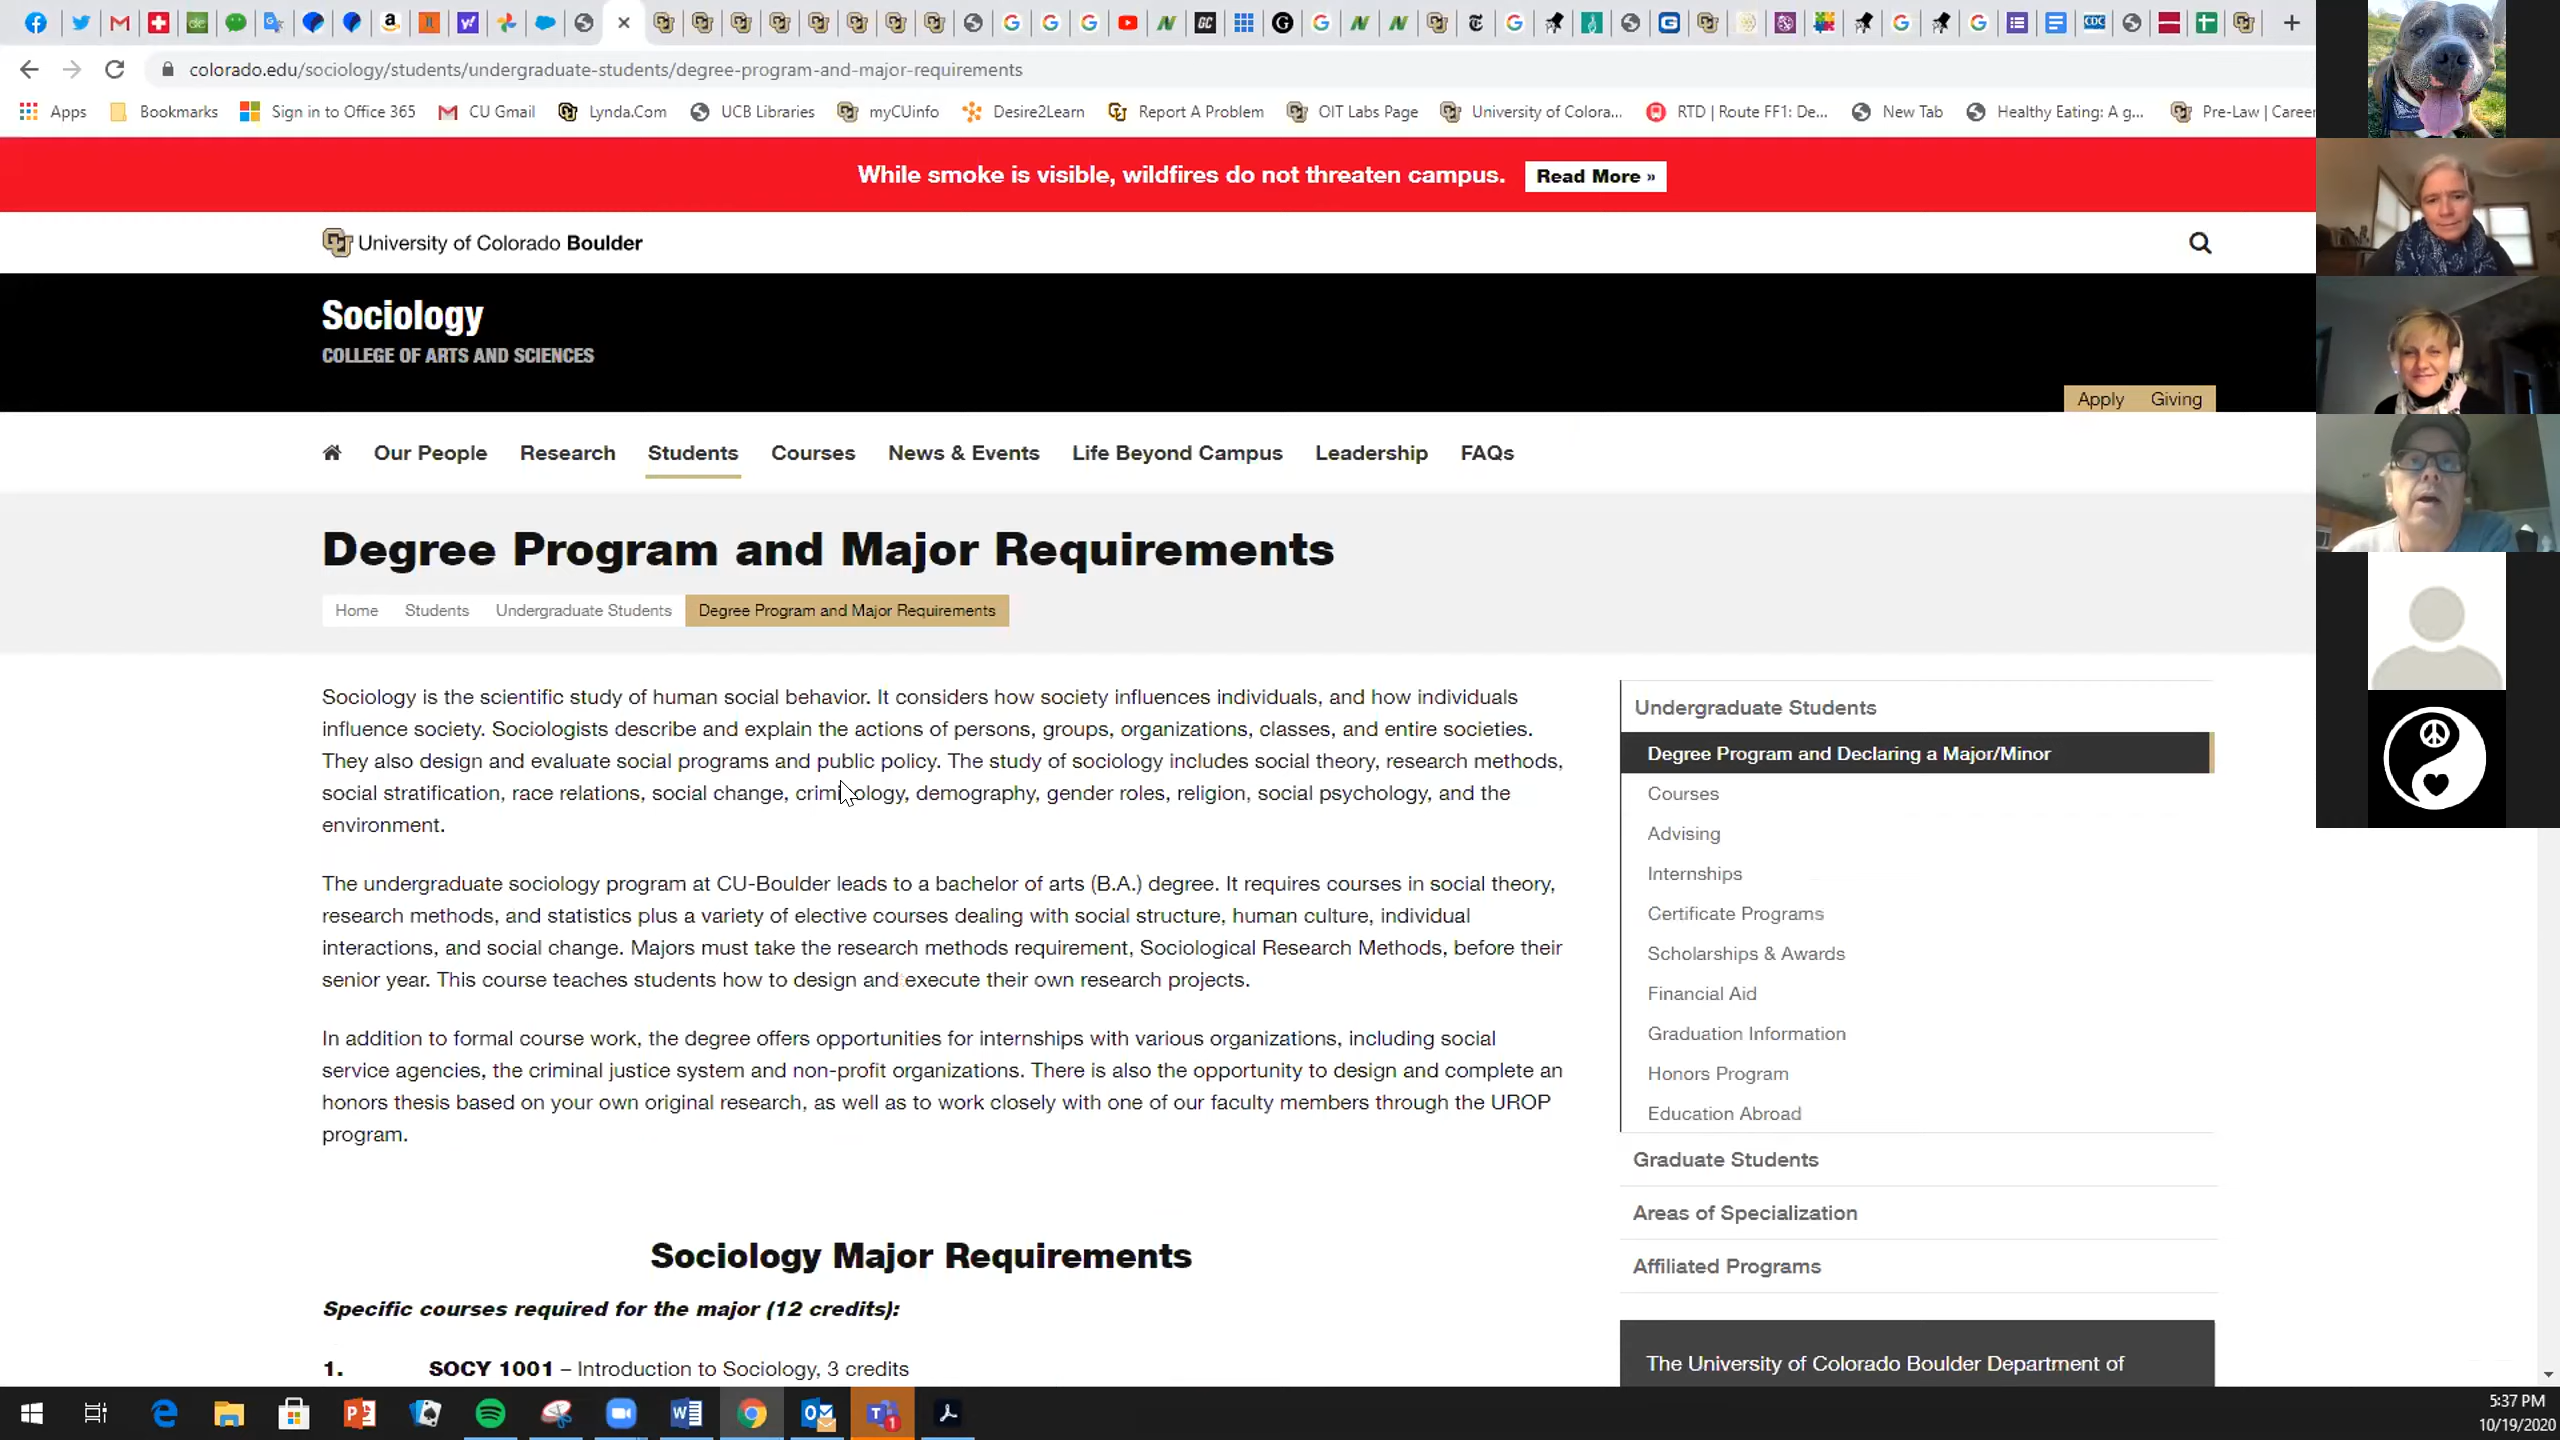 colorado.edu/sociology/students/undergraduate-students/degree-program-and-major-requirements
Apps Bookmarks Sign in to Office 365 CU Gmail Lynda.Com UCB Libraries myCUinfo Desire2Learn Report A Problem OIT Labs Page University of Colora... RTD | Route FF1: De... New Tab Healthy Eating: A g... Pre-Law | Career
While smoke is visible, wildfires do not threaten campus. Read More »
University of Colorado Boulder
Sociology
COLLEGE OF ARTS AND SCIENCES
Apply Giving
Our People Research Students Courses News & Events Life Beyond Campus Leadership FAQs
Degree Program and Major Requirements
Home Students Undergraduate Students Degree Program and Major Requirements
Sociology is the scientific study of human social behavior. It considers how society influences individuals, and how individuals
influence society. Sociologists describe and explain the actions of persons, groups, organizations, classes, and entire societies.
They also design and evaluate social programs and public policy. The study of sociology includes social theory, research methods,
social stratification, race relations, social change, criminology, demography, gender roles, religion, social psychology, and the
environment.
The undergraduate sociology program at CU-Boulder leads to a bachelor of arts (B.A.) degree. It requires courses in social theory,
research methods, and statistics plus a variety of elective courses dealing with social structure, human culture, individual
interactions, and social change. Majors must take the research methods requirement, Sociological Research Methods, before their
senior year. This course teaches students how to design and execute their own research projects.
In addition to formal course work, the degree offers opportunities for internships with various organizations, including social
service agencies, the criminal justice system and non-profit organizations. There is also the opportunity to design and complete an
honors thesis based on your own original research, as well as to work closely with one of our faculty members through the UROP
program.
Sociology Major Requirements
Specific courses required for the major (12 credits):
1. SOCY 1001 – Introduction to Sociology, 3 credits
Undergraduate Students
Degree Program and Declaring a Major/Minor
Courses
Advising
Internships
Certificate Programs
Scholarships & Awards
Financial Aid
Graduation Information
Honors Program
Education Abroad
Graduate Students
Areas of Specialization
Affiliated Programs
The University of Colorado Boulder Department of
5:37 PM
10/19/2020